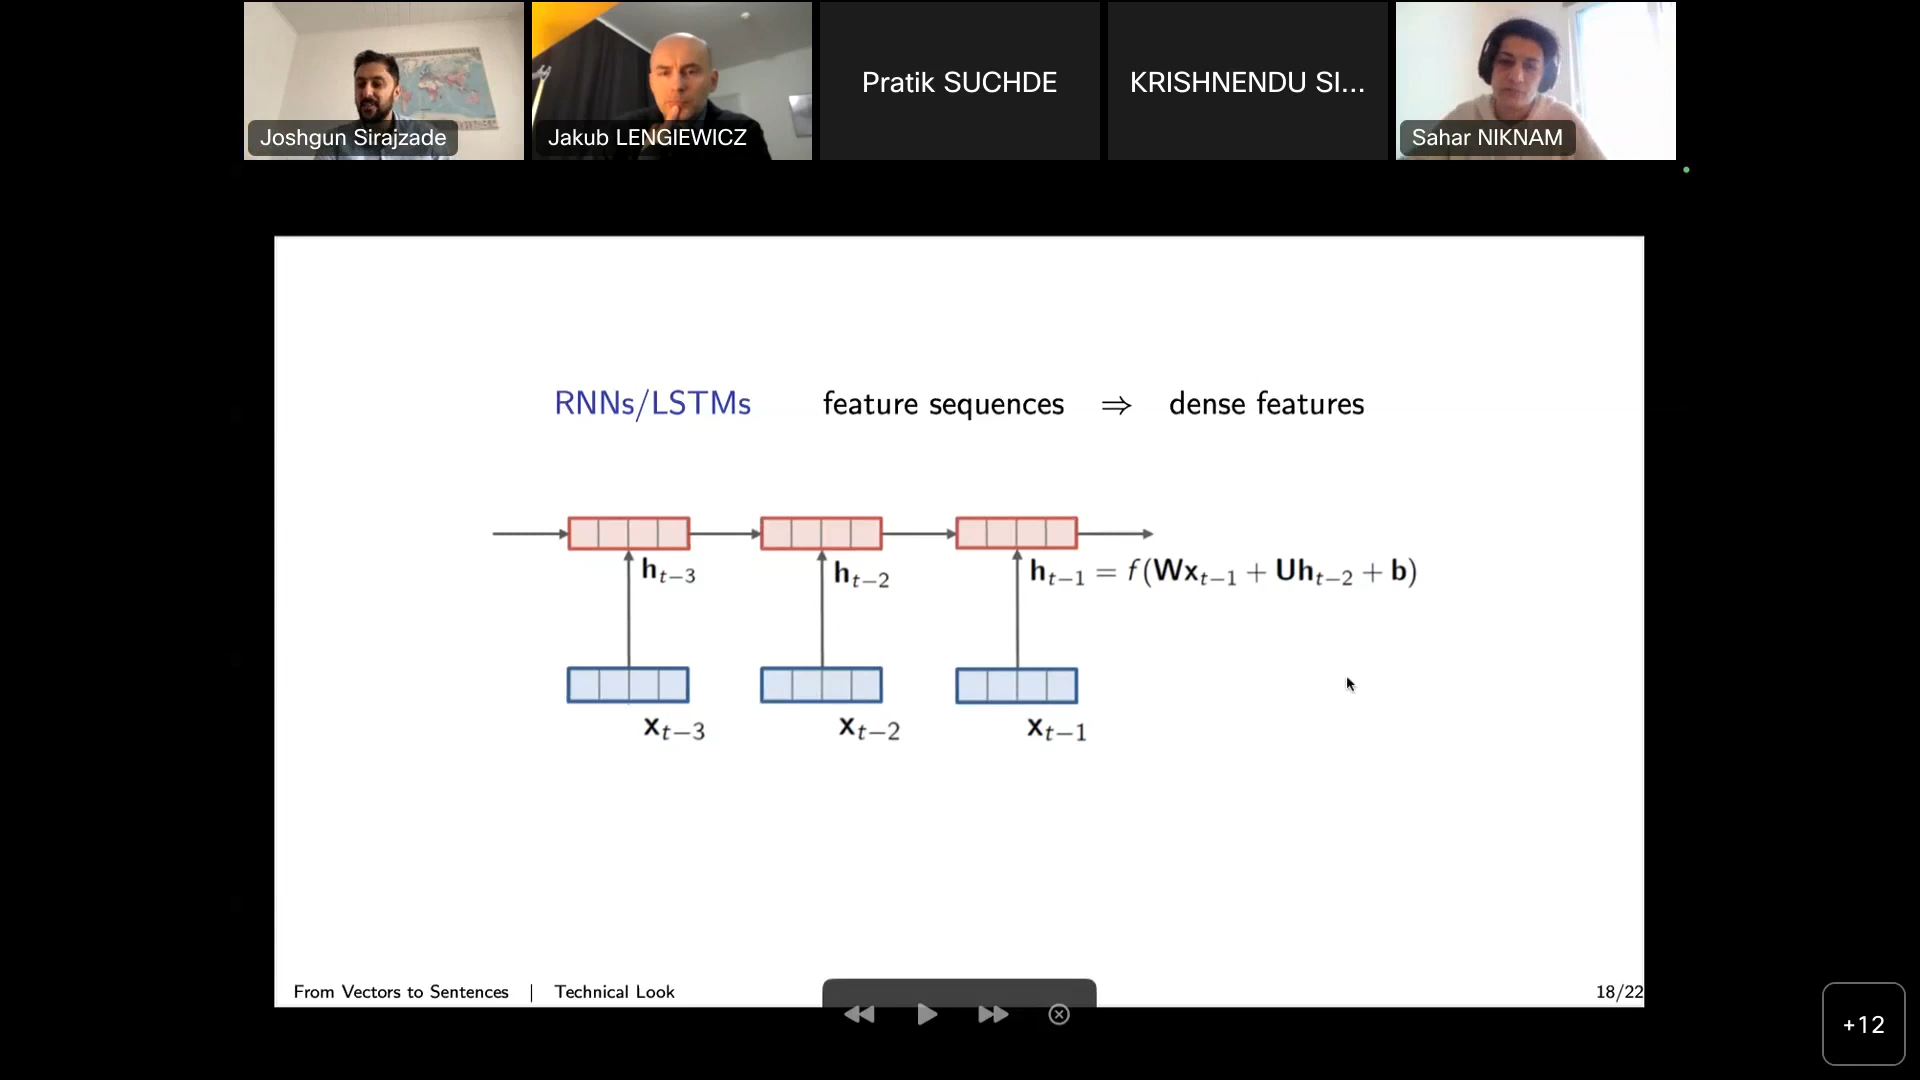 Joshgun Sirajzade
Jakub LENGIEWICZ
Pratik SUCHDE
KRISHNENDU SI...
Sahar NIKNAM
RNNs/LSTMs feature sequences ⇒ dense features
h_{t−3}
h_{t−2}
h_{t−1} = f(Wx_{t−1} + Uh_{t−2} + b)
x_{t−3}
x_{t−2}
x_{t−1}
From Vectors to Sentences | Technical Look
18/22
+12